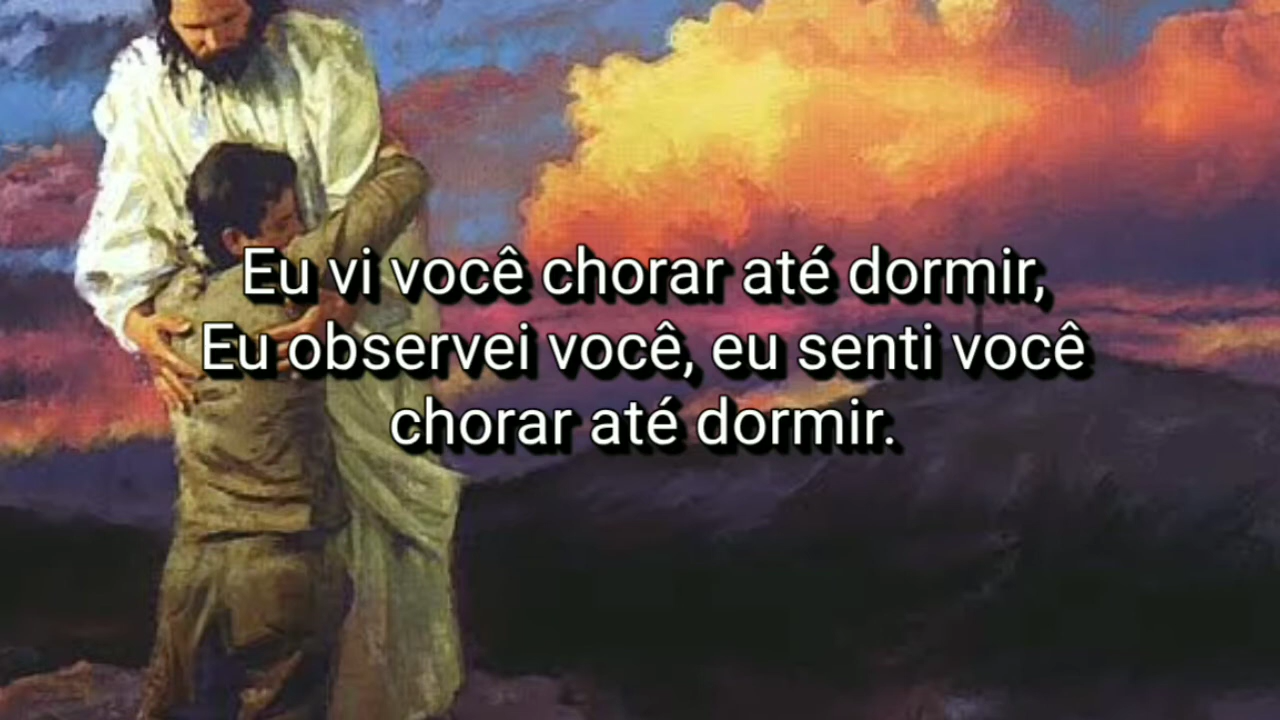 Eu vi você chorar até dormir,
Eu observei você, eu senti você
chorar até dormir.